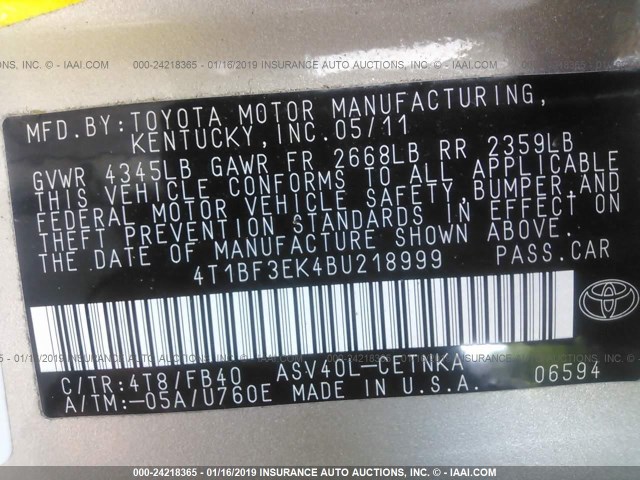 AUCTIONS, INC. - © IAAI.COM 000-24218365 - 01/16/2019 INSURANCE AUTO AUCTIONS, INC. - © IAAI.COM
MFD.BY: TOYOTA MOTOR MANUFACTURING,
KENTUCKY, INC. 05/11
GVWR 4345LB GAWR FR 2668LB RR 2359LB
THIS VEHICLE CONFORMS TO ALL APPLICABLE
FEDERAL MOTOR VEHICLE SAFETY, BUMPER, AND
THEFT PREVENTION STANDARDS IN EFFECT ON
THE DATE OF MANUFACTURE SHOWN ABOVE.
4T1BF3EK4BU218999 PASS.CAR
C/TR: 4T8/FB40 ASV40L-CETNKA
A/TM:-05A/U760E MADE IN U.S.A. 06594
000-24218365 - 01/16/2019 INSURANCE AUTO AUCTIONS, INC. - © IAAI.COM